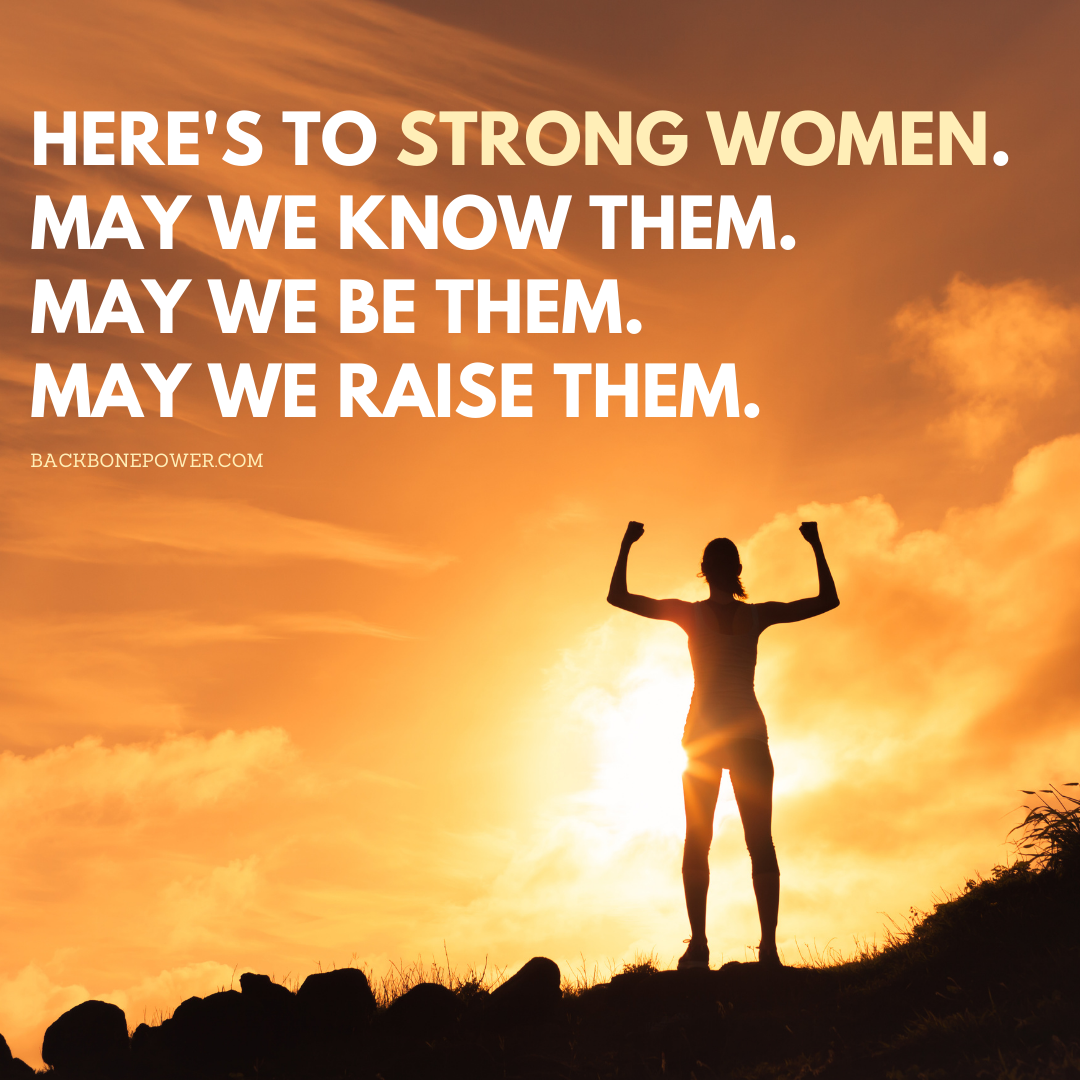 HERE'S TO STRONG WOMEN.
MAY WE KNOW THEM.
MAY WE BE THEM.
MAY WE RAISE THEM.
BACKBONEPOWER.COM